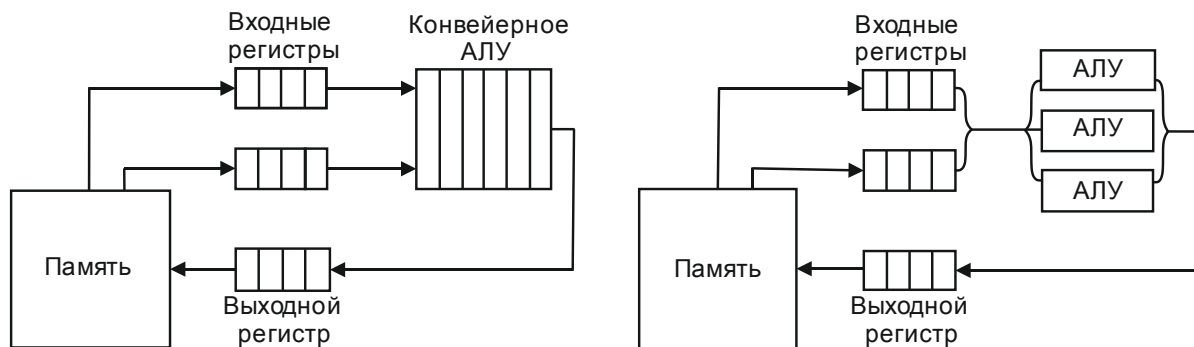 Входные
регистры
Конвейерное
АЛУ
Память
Выходной
регистр
Входные
регистры
АЛУ
АЛУ
АЛУ
Память
Выходной
регистр